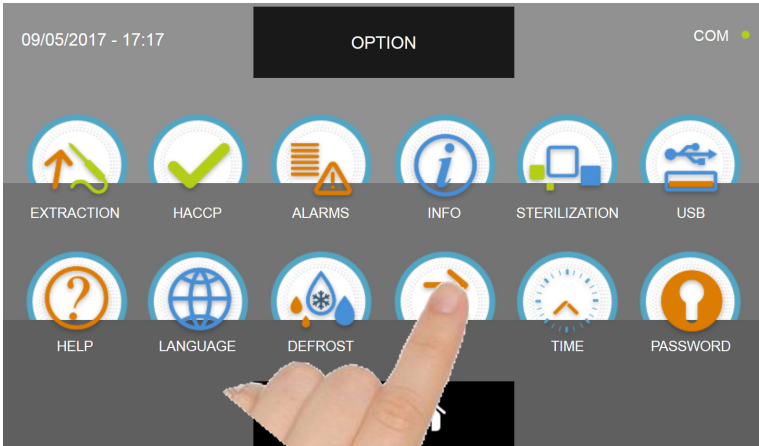 09/05/2017 - 17:17
OPTION
COM
EXTRACTION
HACCP
ALARMS
INFO
STERILIZATION
USB
HELP
LANGUAGE
DEFROST
TIME
PASSWORD